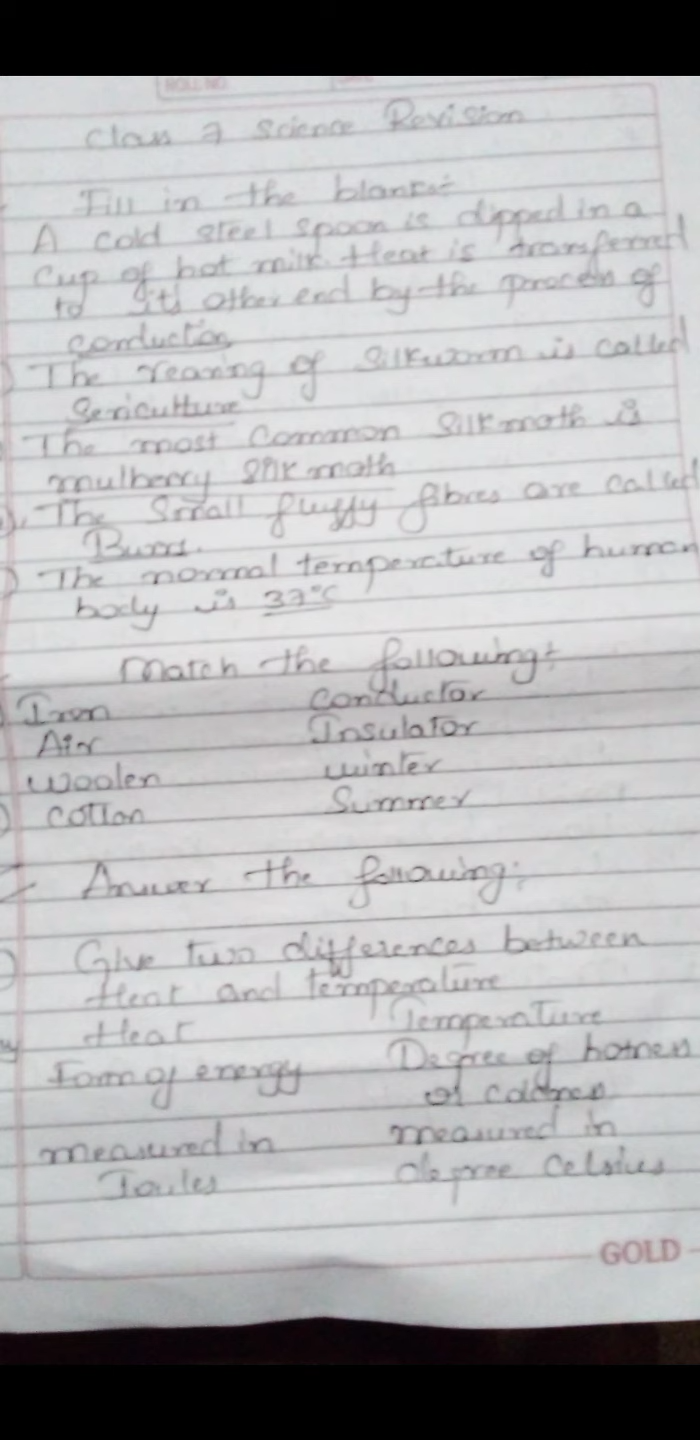 Class 7 Science Revision
Fill in the blanks:-
A cold steel spoon is dipped in a
cup of hot milk. Heat is transferred
to its other end by the process of
conduction
The rearing of silkworm is called
Sericulture
The most common silk moth is
mulberry silk moth
The small fluffy fibres are called
Burrs.
The normal temperature of human
body is 37°C
Match the following:-
Iron Conductor
Air Insulator
woolen winter
cotton Summer
Answer the following:
Give two differences between
Heat and temperature
Heat Temperature
Form of energy Degree of hotness
or coldness
measured in measured in
Joules degree Celsius
GOLD